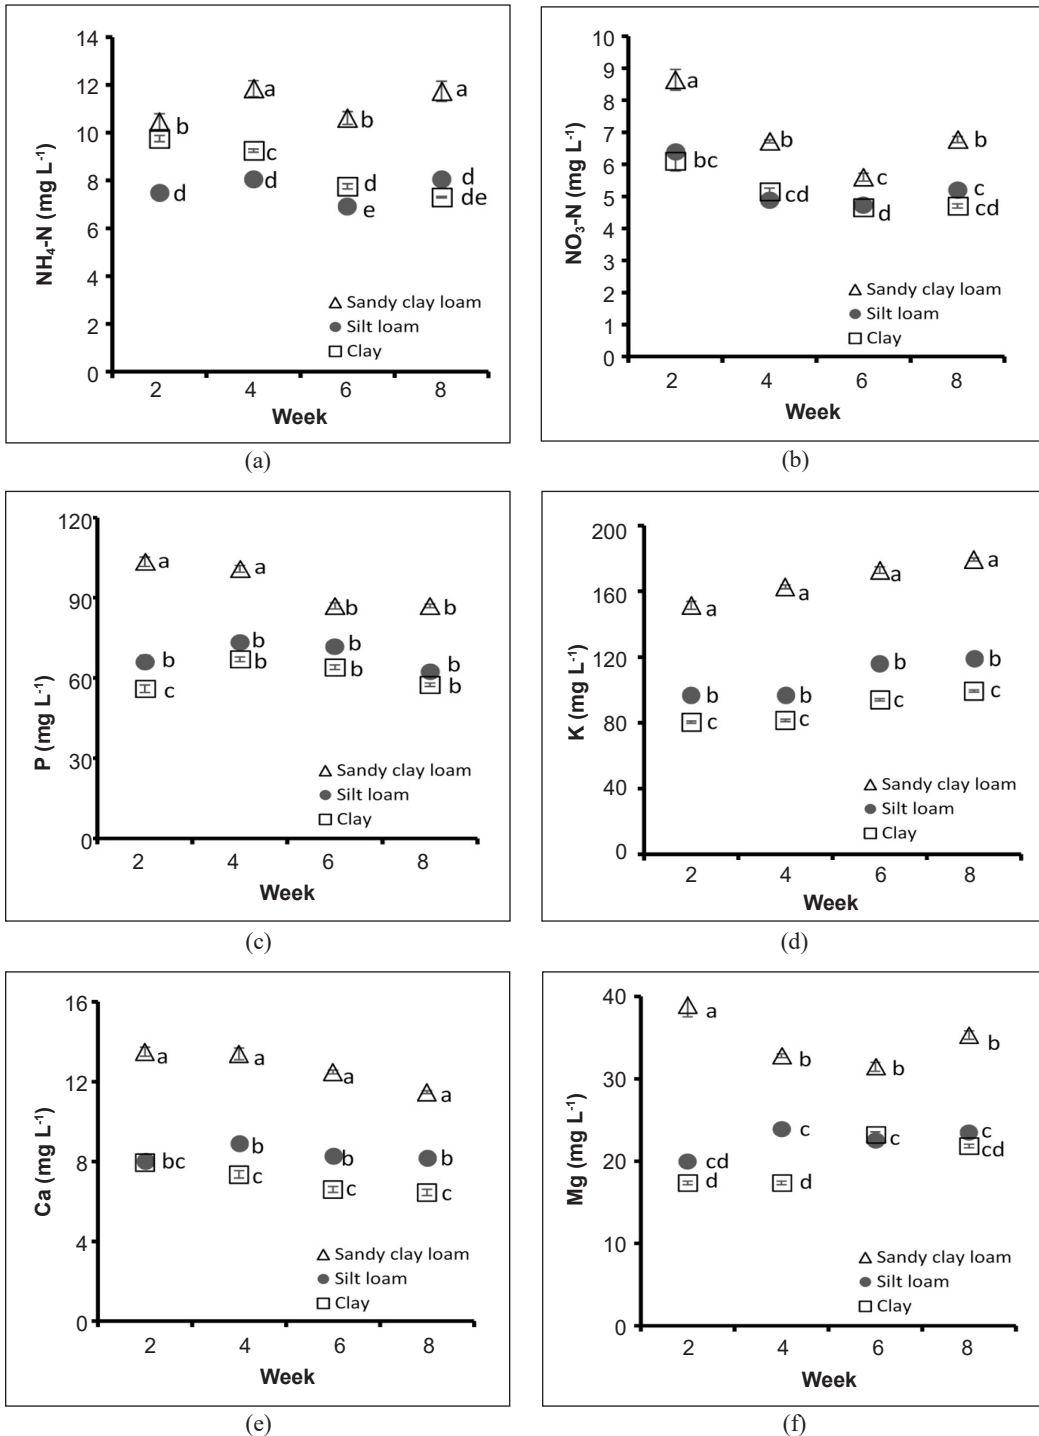 14
12
10
8
6
4
2
0
NH₄-N (mg L⁻¹)
b
a
b
a
d
c
d
d
e
d
de
Sandy clay loam
Silt loam
Clay
2 4 6 8
Week
(a)
10
9
8
7
6
5
4
3
2
1
0
NO₃-N (mg L⁻¹)
a
b
b
bc
c
cd
d
c
cd
Sandy clay loam
Silt loam
Clay
2 4 6 8
Week
(b)
120
90
60
30
0
P (mg L⁻¹)
a
a
b
b
b
b
b
b
c
b
b
b
Sandy clay loam
Silt loam
Clay
2 4 6 8
Week
(c)
200
160
120
80
40
0
K (mg L⁻¹)
a
a
a
a
b
b
b
b
c
c
c
c
Sandy clay loam
Silt loam
Clay
2 4 6 8
Week
(d)
16
12
8
4
0
Ca (mg L⁻¹)
a
a
a
a
bc
b
b
b
c
c
c
Sandy clay loam
Silt loam
Clay
2 4 6 8
Week
(e)
40
30
20
10
0
Mg (mg L⁻¹)
a
b
b
b
cd
c
c
c
d
d
cd
Sandy clay loam
Silt loam
Clay
2 4 6 8
Week
(f)